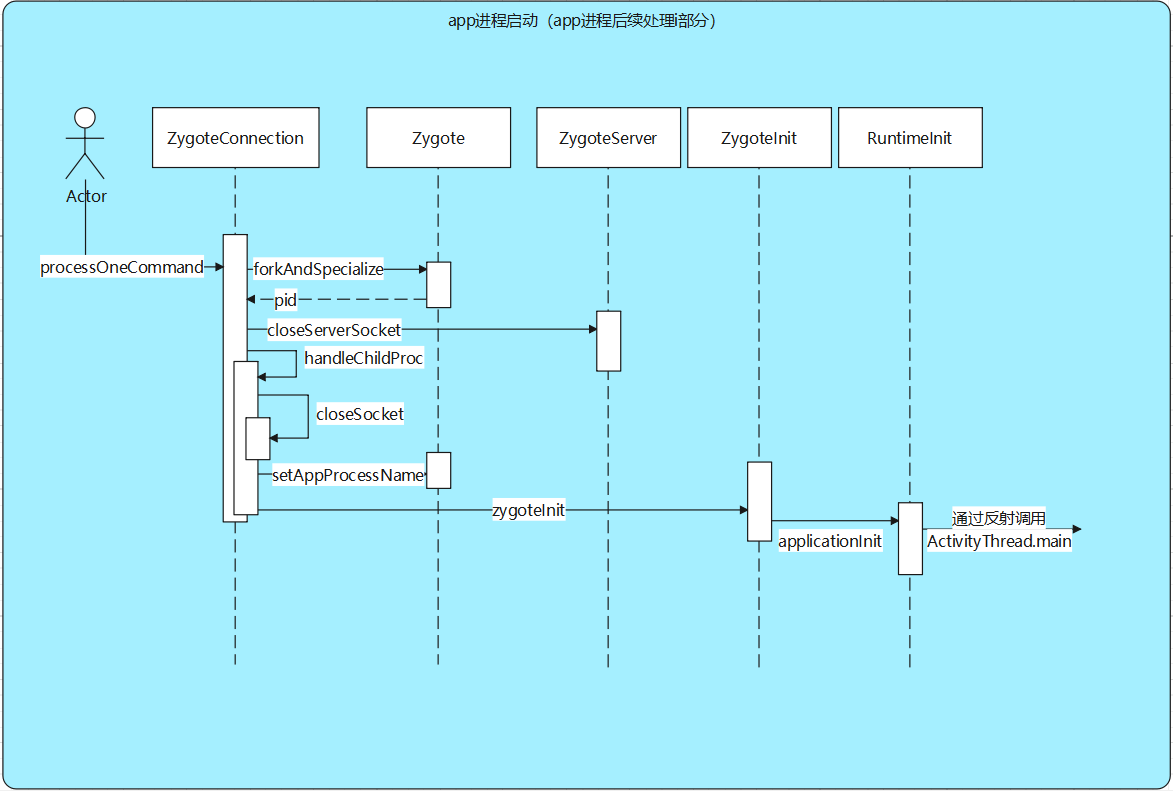 app进程启动（app进程后续处理i部分）
ZygoteConnection
Zygote
ZygoteServer
ZygoteInit
RuntimeInit
Actor
processOneCommand
forkAndSpecialize
pid
closeServerSocket
handleChildProc
closeSocket
setAppProcessName
zygoteInit
通过反射调用
applicationInit
ActivityThread.main